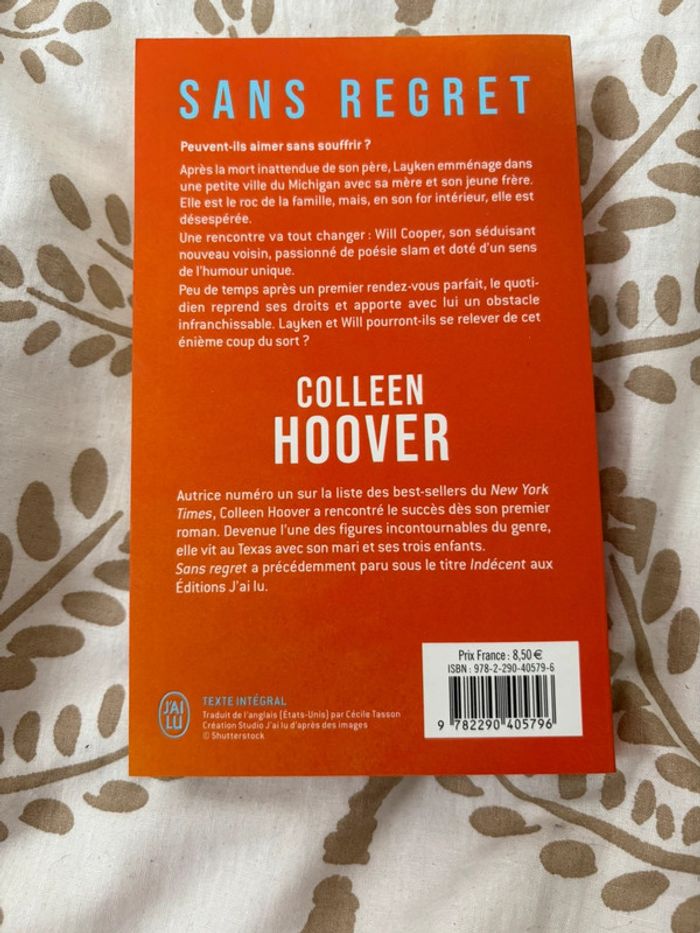 SANS REGRET
Peuvent-ils aimer sans souffrir ?
Après la mort inattendue de son père, Layken emménage dans
une petite ville du Michigan avec sa mère et son jeune frère.
Elle est le roc de la famille, mais, en son for intérieur, elle est
désespérée.
Une rencontre va tout changer : Will Cooper, son séduisant
nouveau voisin, passionné de poésie slam et doté d'un sens
de l'humour unique.
Peu de temps après un premier rendez-vous parfait, le quoti-
dien reprend ses droits et apporte avec lui un obstacle
infranchissable. Layken et Will pourront-ils se relever de cet
énième coup du sort ?
COLLEEN
HOOVER
Autrice numéro un sur la liste des best-sellers du New York
Times, Colleen Hoover a rencontré le succès dès son premier
roman. Devenue l'une des figures incontournables du genre,
elle vit au Texas avec son mari et ses trois enfants.
Sans regret a précédemment paru sous le titre Indécent aux
Éditions J'ai lu.
Prix France : 8,50 €
ISBN : 978-2-290-40579-6
9 782290 405796
J'AI
LU
TEXTE INTÉGRAL
Traduit de l'anglais (États-Unis) par Cécile Tasson
Création Studio J'ai lu d'après des images
© Shutterstock